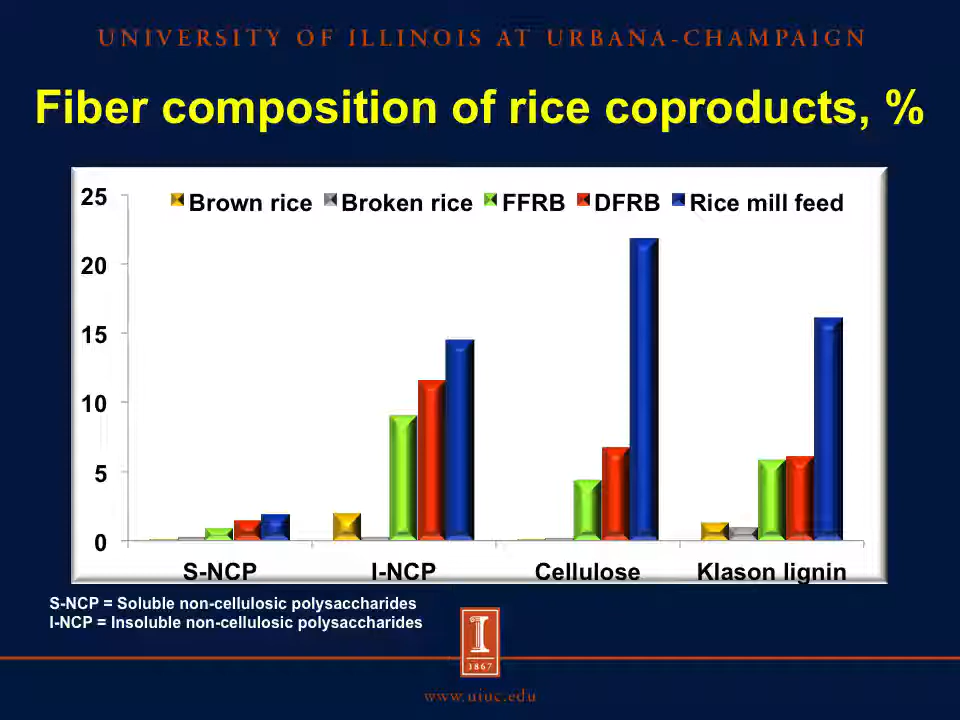 UNIVERSITY OF ILLINOIS AT URBANA-CHAMPAIGN
Fiber composition of rice coproducts, %
Brown rice Broken rice FFRB DFRB Rice mill feed
25
20
15
10
5
0
S-NCP I-NCP Cellulose Klason lignin
S-NCP = Soluble non-cellulosic polysaccharides
I-NCP = Insoluble non-cellulosic polysaccharides
I
1867
www.uiuc.edu